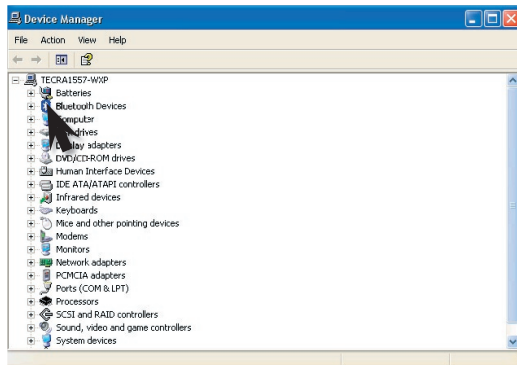 Device Manager
File Action View Help
TECRA1557-WXP
Batteries
Bluetooth Devices
Computer
drives
Display adapters
DVD/CD-ROM drives
Human Interface Devices
IDE ATA/ATAPI controllers
Infrared devices
Keyboards
Mice and other pointing devices
Modems
Monitors
Network adapters
PCMCIA adapters
Ports (COM & LPT)
Processors
SCSI and RAID controllers
Sound, video and game controllers
System devices